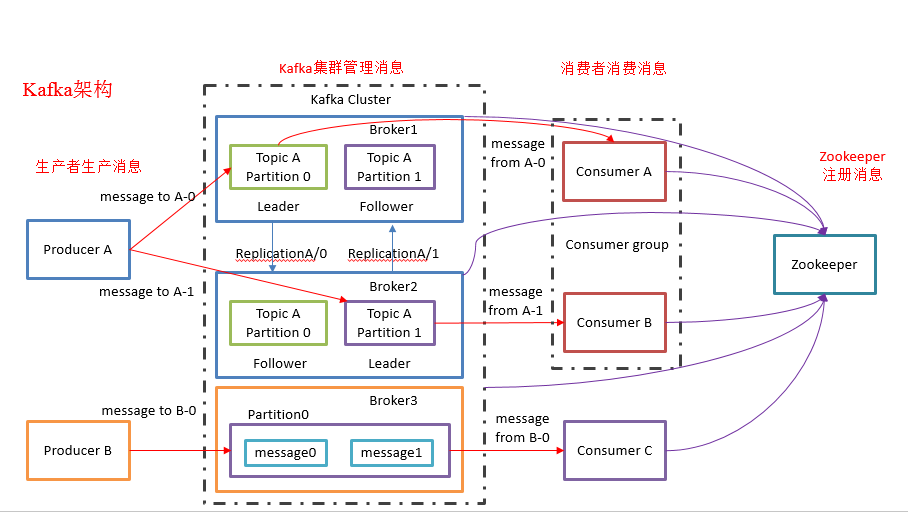 Kafka架构
Kafka集群管理消息
消费者消费消息
生产者生产消息
Zookeeper
注册消息
Kafka Cluster
Broker1
Topic A
Partition 0
Topic A
Partition 1
Leader
Follower
message to A-0
Producer A
message to A-1
ReplicationA/0
ReplicationA/1
Broker2
Topic A
Partition 0
Topic A
Partition 1
Follower
Leader
message
from A-0
Consumer A
Consumer group
message
from A-1
Consumer B
Zookeeper
message to B-0
Producer B
Broker3
Partition0
message0
message1
message
from B-0
Consumer C